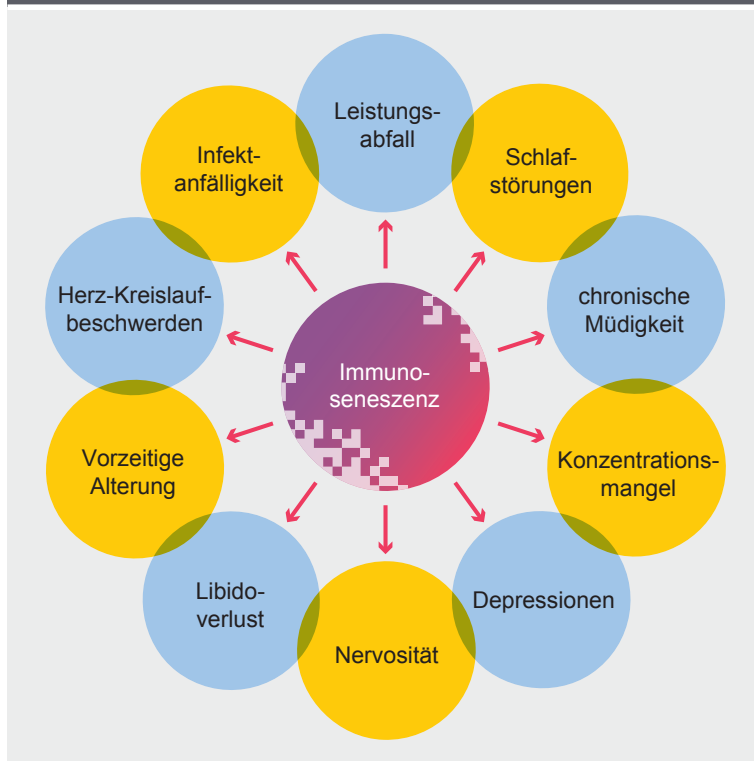 Leistungs-
abfall
Schlaf-
störungen
chronische
Müdigkeit
Konzentrations-
mangel
Depressionen
Nervosität
Libido-
verlust
Vorzeitige
Alterung
Herz-Kreislauf-
beschwerden
Infekt-
anfälligkeit
Immuno-
seneszenz